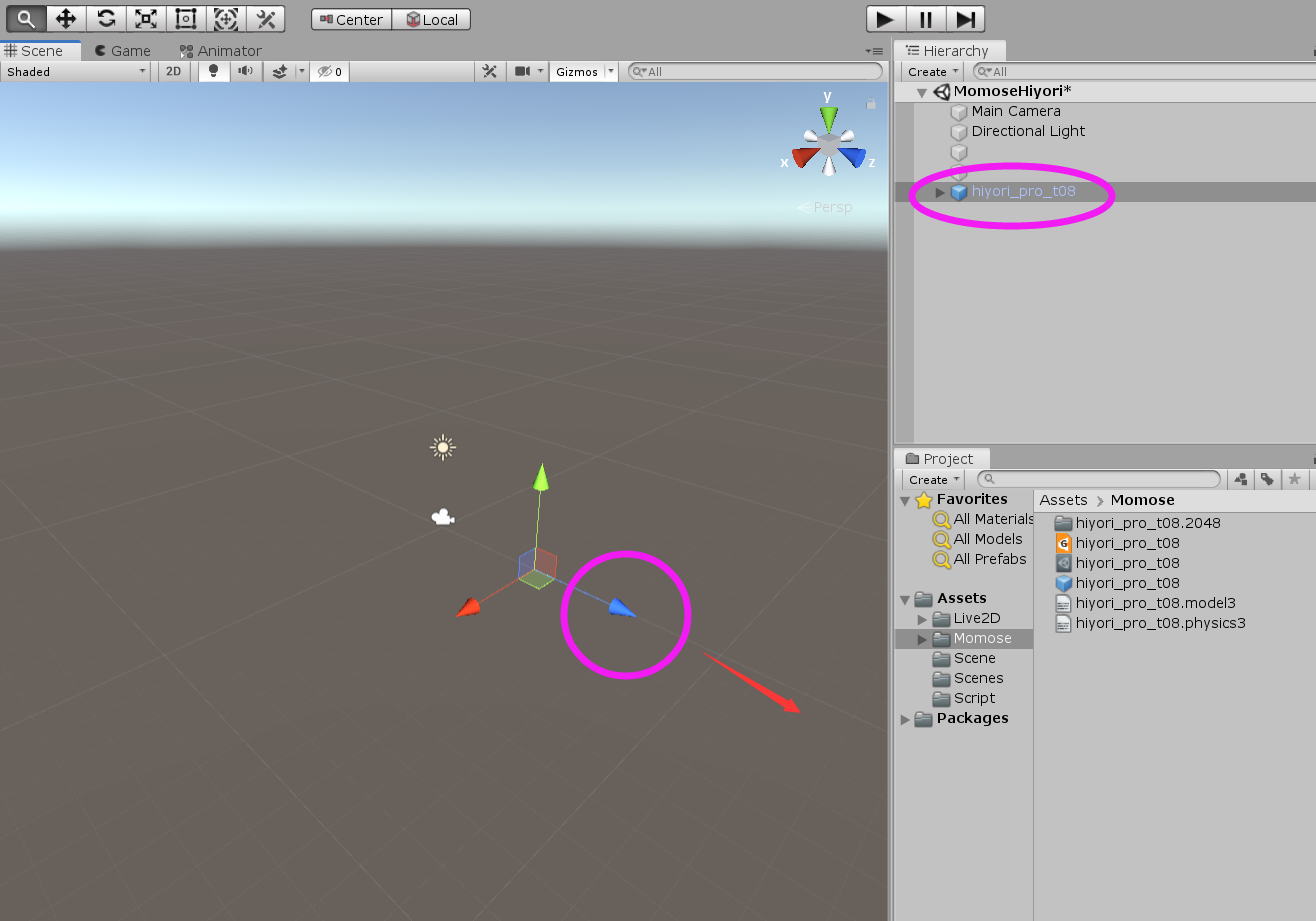 Center Local
Scene Game Animator
Shaded 2D 0 Gizmos All
y
x z
Persp
Hierarchy
Create All
MomoseHiyori*
Main Camera
Directional Light
hiyori_pro_t08
Project
Create
Favorites
All Materials
All Models
All Prefabs
Assets
Live2D
Momose
Scene
Scenes
Script
Packages
Assets > Momose
hiyori_pro_t08.2048
hiyori_pro_t08
hiyori_pro_t08
hiyori_pro_t08
hiyori_pro_t08.model3
hiyori_pro_t08.physics3